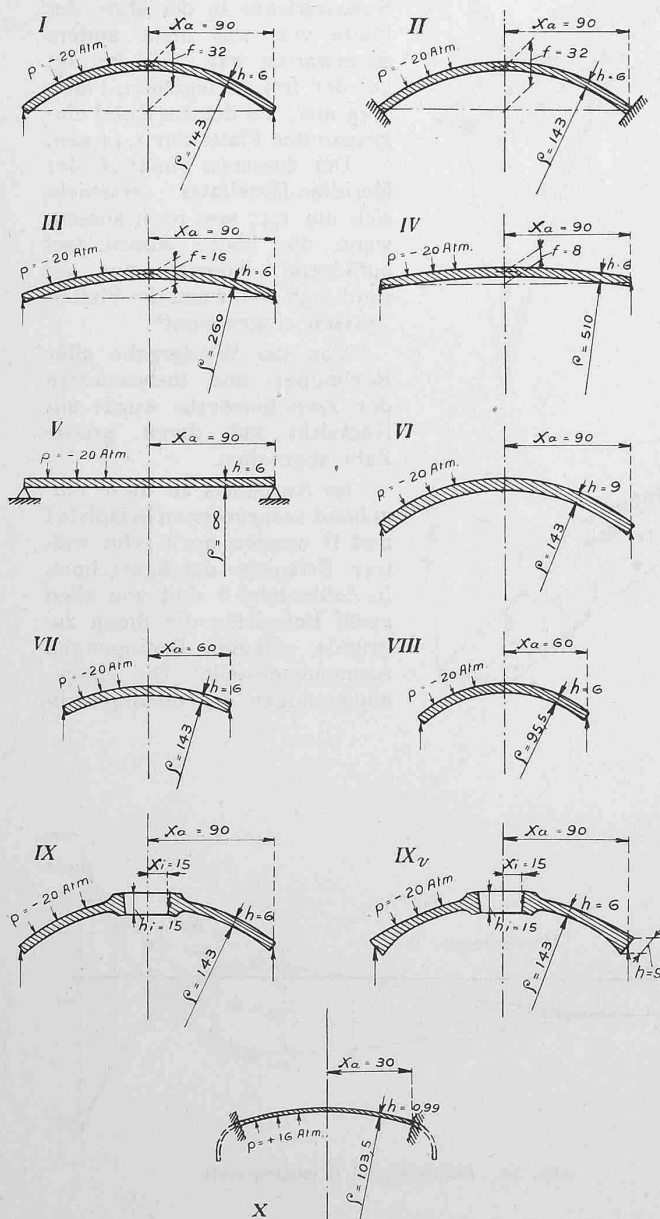 I
Xa = 90
p = -20 Atm.
f = 32
h = 6
ρ = 143
II
Xa = 90
p = -20 Atm.
f = 32
h = 6
ρ = 143
III
Xa = 90
p = -20 Atm.
f = 16
h = 6
ρ = 260
IV
Xa = 90
p = -20 Atm.
f = 8
h = 6
ρ = 510
V
Xa = 90
p = -20 Atm.
h = 6
ρ = ∞
VI
Xa = 90
p = -20 Atm.
h = 9
ρ = 143
VII
Xa = 60
p = -20 Atm.
h = 6
ρ = 143
VIII
Xa = 60
p = -20 Atm.
h = 6
ρ = 95,5
IX
Xa = 90
Xi = 15
p = -20 Atm.
h = 6
hi = 15
ρ = 143
IXv
Xa = 90
Xi = 15
p = -20 Atm.
h = 6
hi = 15
ρ = 143
h = 9
Xa = 30
h = 0,99
p = +16 Atm.
ρ = 103,5
X